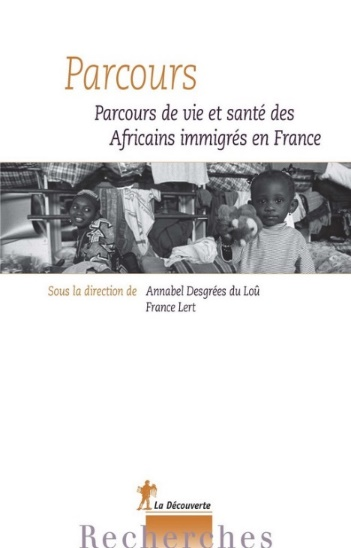 Parcours
Parcours de vie et santé des
Africains immigrés en France
Sous la direction de Annabel Desgrées du Loû
France Lert
La Découverte
Recherches